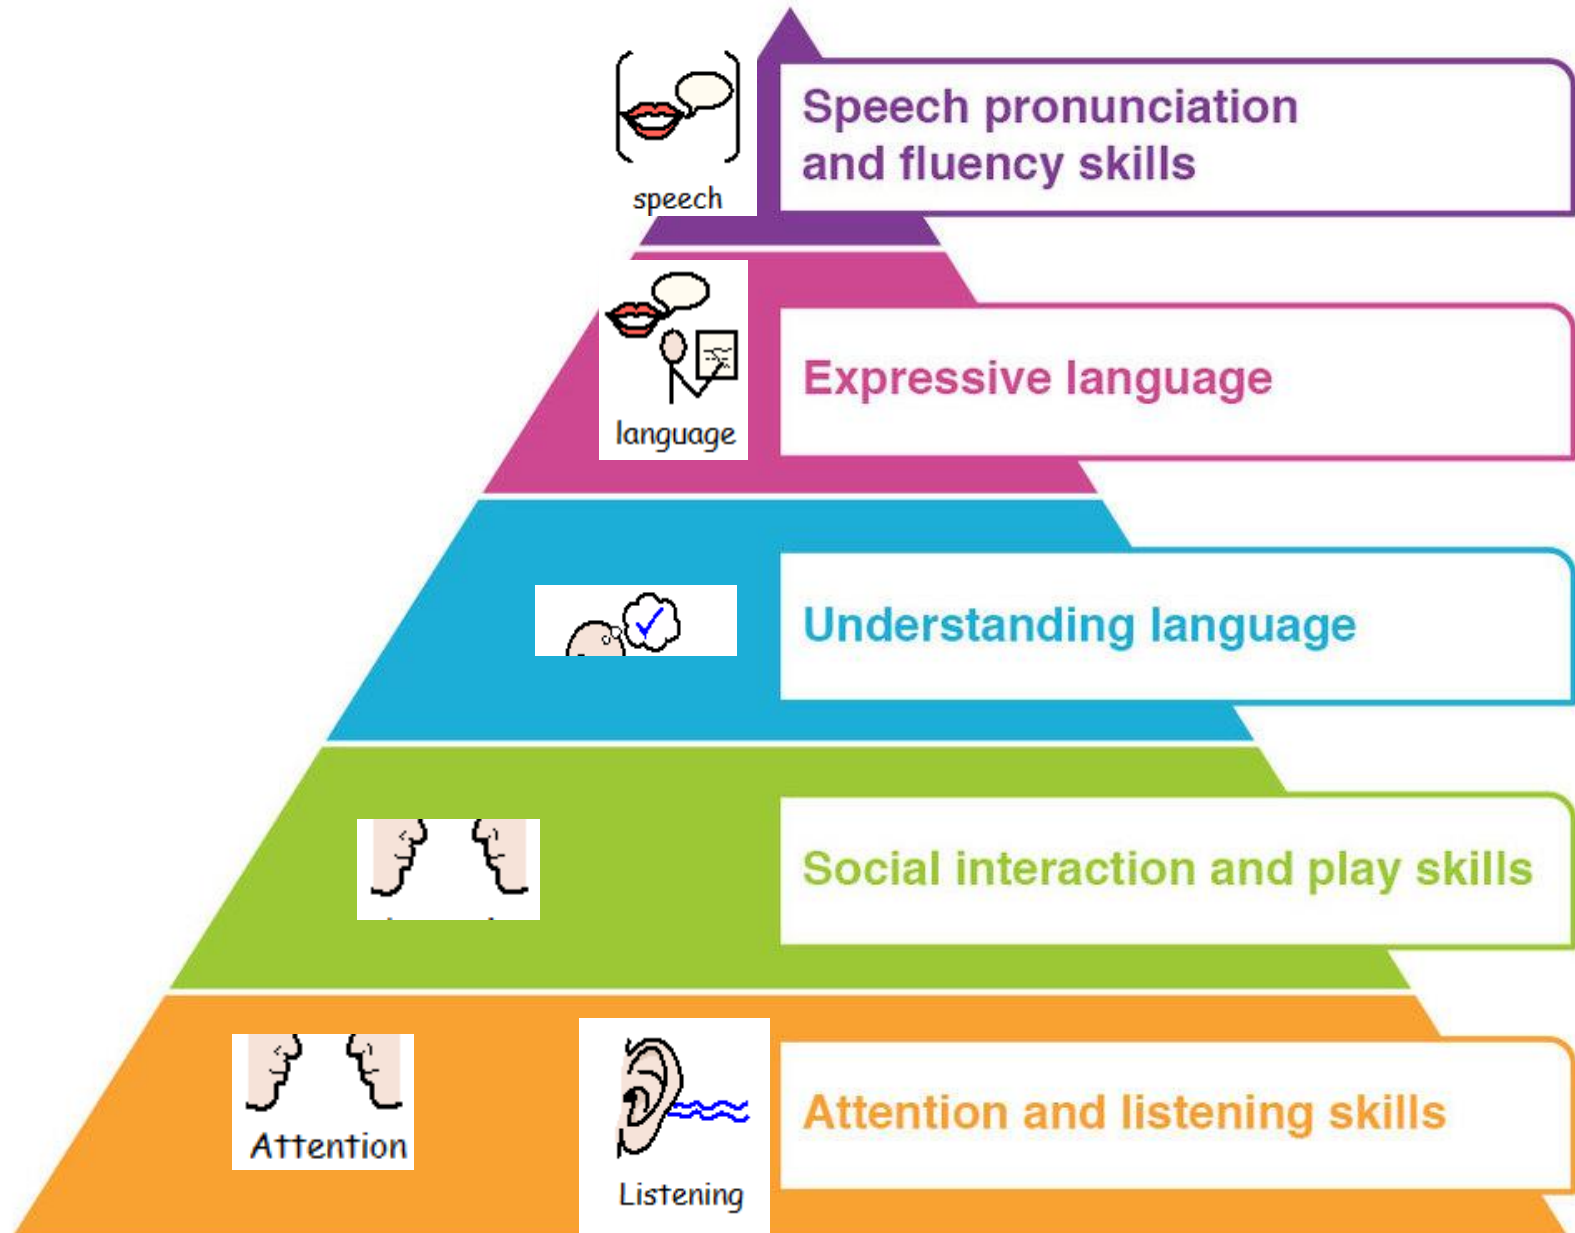 speech
Speech pronunciation
and fluency skills
language
Expressive language
Understanding language
Social interaction and play skills
Attention
Listening
Attention and listening skills